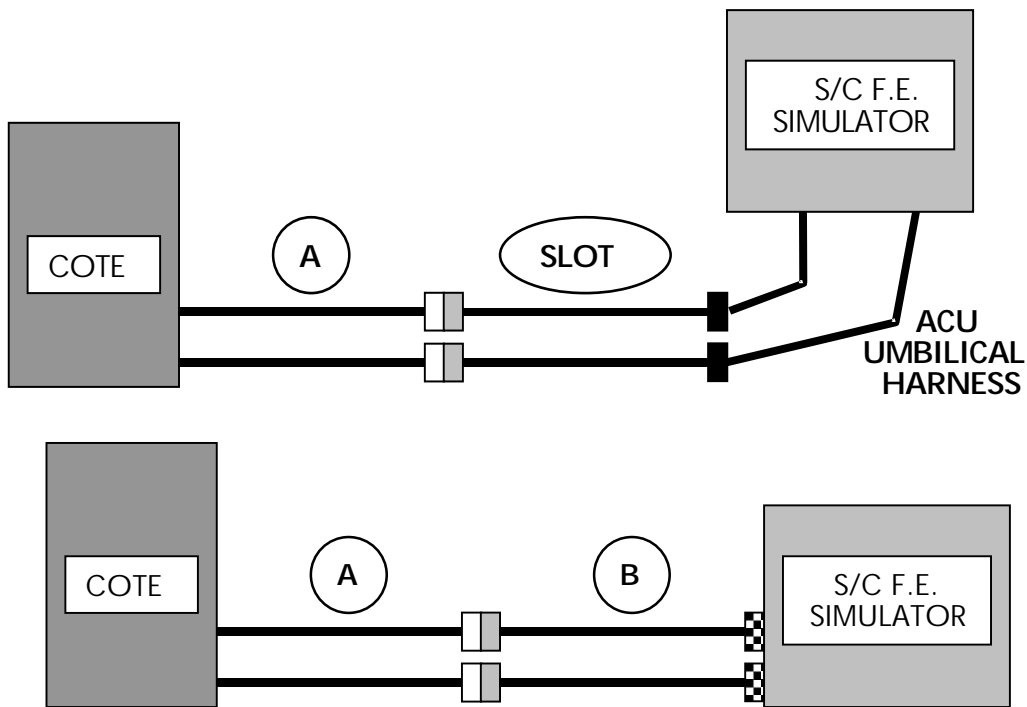 S/C F.E.
SIMULATOR
COTE
A
SLOT
ACU
UMBILICAL
HARNESS
COTE
A
B
S/C F.E.
SIMULATOR